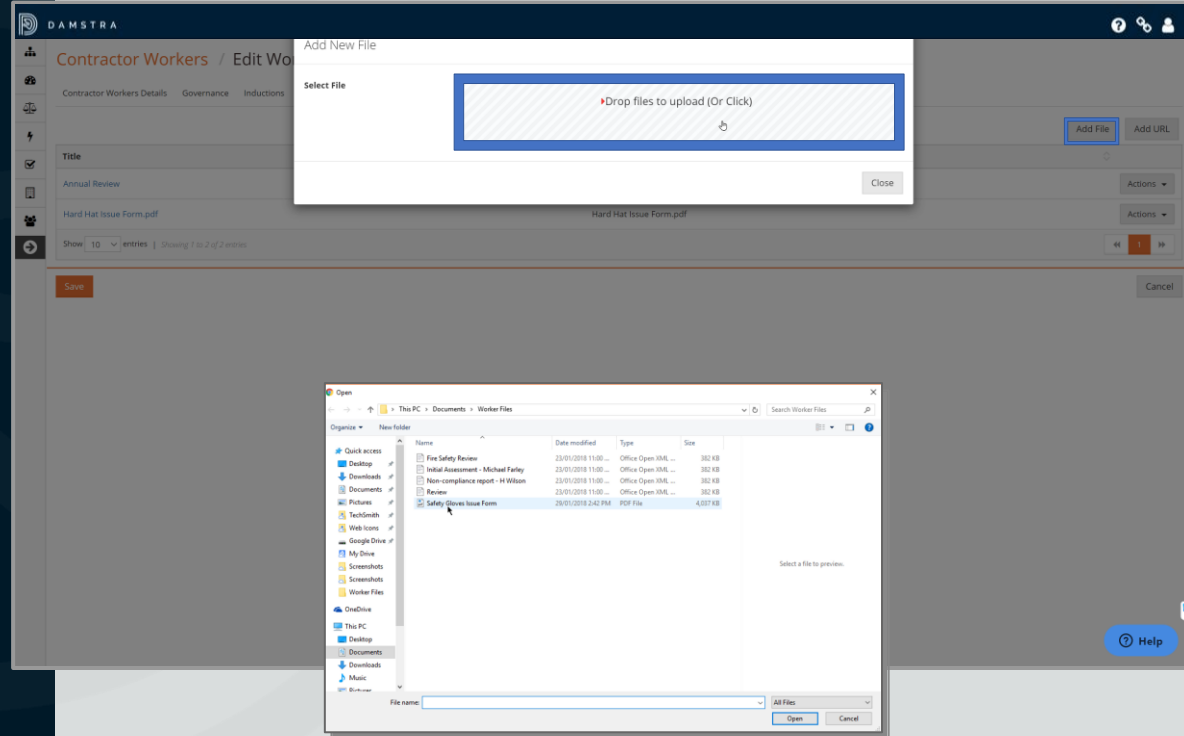 DAMSTRA
Add New File
Contractor Workers / Edit Wo
Contractor Workers Details Governance Inductions
Select File
Drop files to upload (Or Click)
Add File Add URL
Title
Close
Annual Review Actions
Hard Hat Issue Form.pdf Hard Hat Issue Form.pdf Actions
Show 10 entries | Showing 1 to 2 of 2 entries 1
Save Cancel
Open
This PC > Documents > Worker Files Search Worker Files
Organize New folder
Name Date modified Type Size
Quick access
Desktop
Downloads
Documents
Pictures
TechSmith
Web Icons
Google Drive
My Drive
Screenshots
Screenshots
Worker Files
OneDrive
This PC
Desktop
Documents
Downloads
Music
Pictures
Fire Safety Review 23/01/2018 11:00 ... Office Open XML ... 382 KB
Initial Assessment - Michael Farley 23/01/2018 11:00 ... Office Open XML ... 382 KB
Non-compliance report - H Wilson 23/01/2018 11:00 ... Office Open XML ... 382 KB
Review 23/01/2018 11:00 ... Office Open XML ... 382 KB
Safety Gloves Issue Form 29/01/2018 2:42 PM PDF File 4,037 KB
Select a file to preview.
Help
File name: All Files
Open Cancel